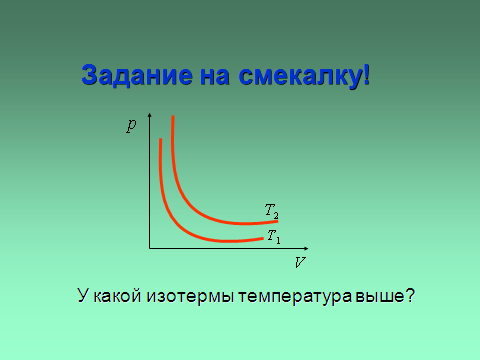 Задание на смекалку!
p
T₂
T₁
V
У какой изотермы температура выше?